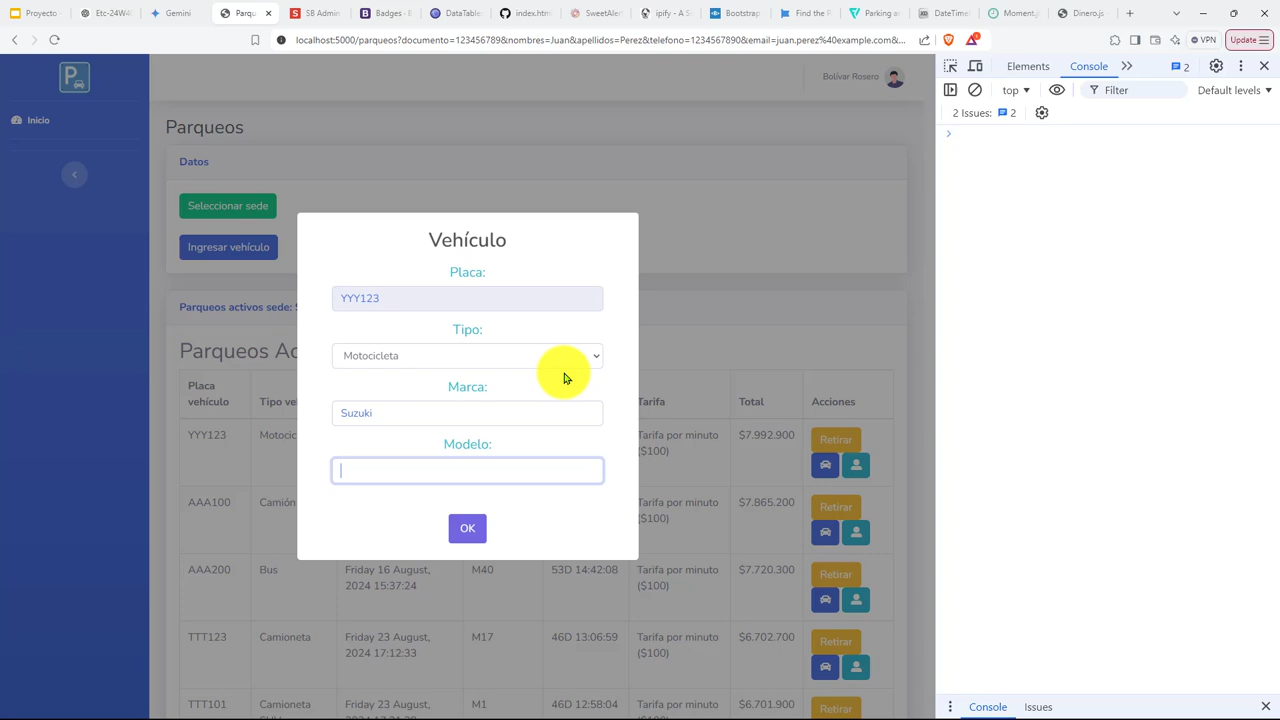 Proyecto
Etc-24W4
Gemini
Parqu
SB Admin
Badges - B
DataTable
index.htm
SweetAler
ipify - A S
Bootstrap
Find the R
Parking an
DateTime
Moment.js
Dinero.js -
localhost:5000/parqueos?documento=123456789&nombres=Juan&apellidos=Perez&telefono=1234567890&email=juan.perez%40example.com&...
VPN
Update
P
Bolívar Rosero
Elements
Console
2
Inicio
top
Filter
Default levels
2 Issues:
2
Parqueos
Datos
Seleccionar sede
Ingresar vehículo
Parqueos activos sede: S
Parqueos Ac
Placa vehículo
Tipo ve
Tarifa
Total
Acciones
YYY123
Motocic
Tarifa por minuto ($100)
$7.992.900
Retirar
AAA100
Camión
Tarifa por minuto ($100)
$7.865.200
Retirar
AAA200
Bus
Friday 16 August, 2024 15:37:24
M40
53D 14:42:08
Tarifa por minuto ($100)
$7.720.300
Retirar
TTT123
Camioneta
Friday 23 August, 2024 17:12:33
M17
46D 13:06:59
Tarifa por minuto ($100)
$6.702.700
Retirar
TTT101
Camioneta
Friday 23 August,
M1
46D 12:58:04
Tarifa por minuto
$6.701.900
Retirar
Vehículo
Placa:
YYY123
Tipo:
Motocicleta
Marca:
Suzuki
Modelo:
OK
Console
Issues